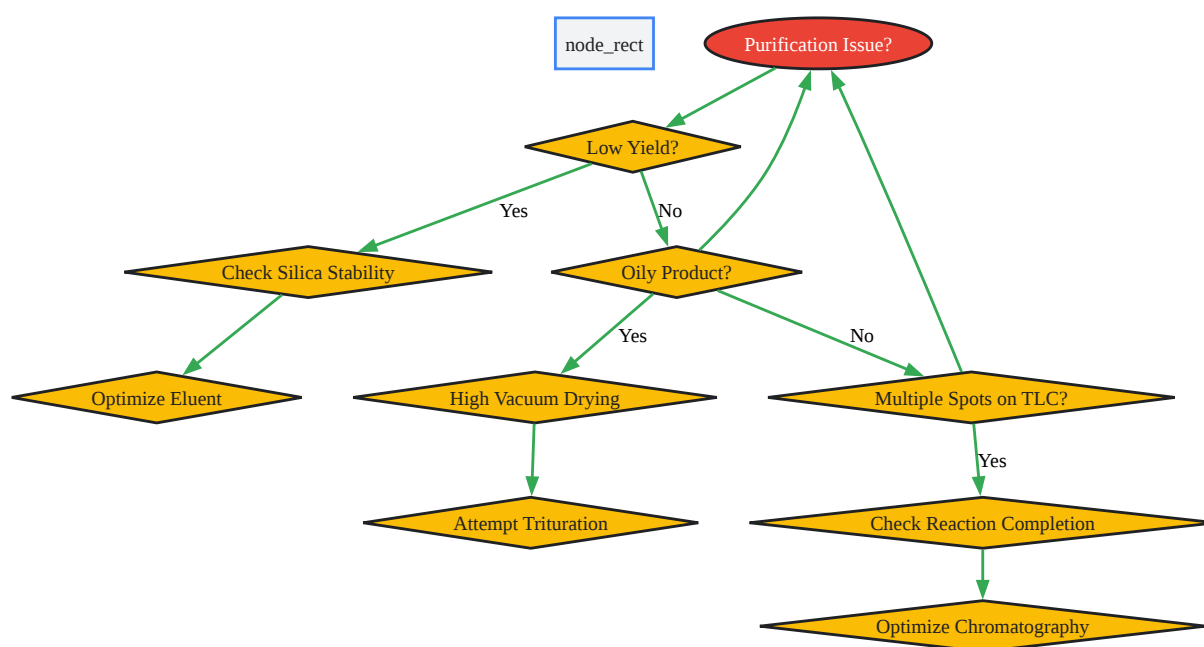 node_rect
Purification Issue?
Low Yield?
Yes
No
Check Silica Stability
Oily Product?
Yes
No
Optimize Eluent
High Vacuum Drying
Multiple Spots on TLC?
Yes
Attempt Trituration
Check Reaction Completion
Optimize Chromatography